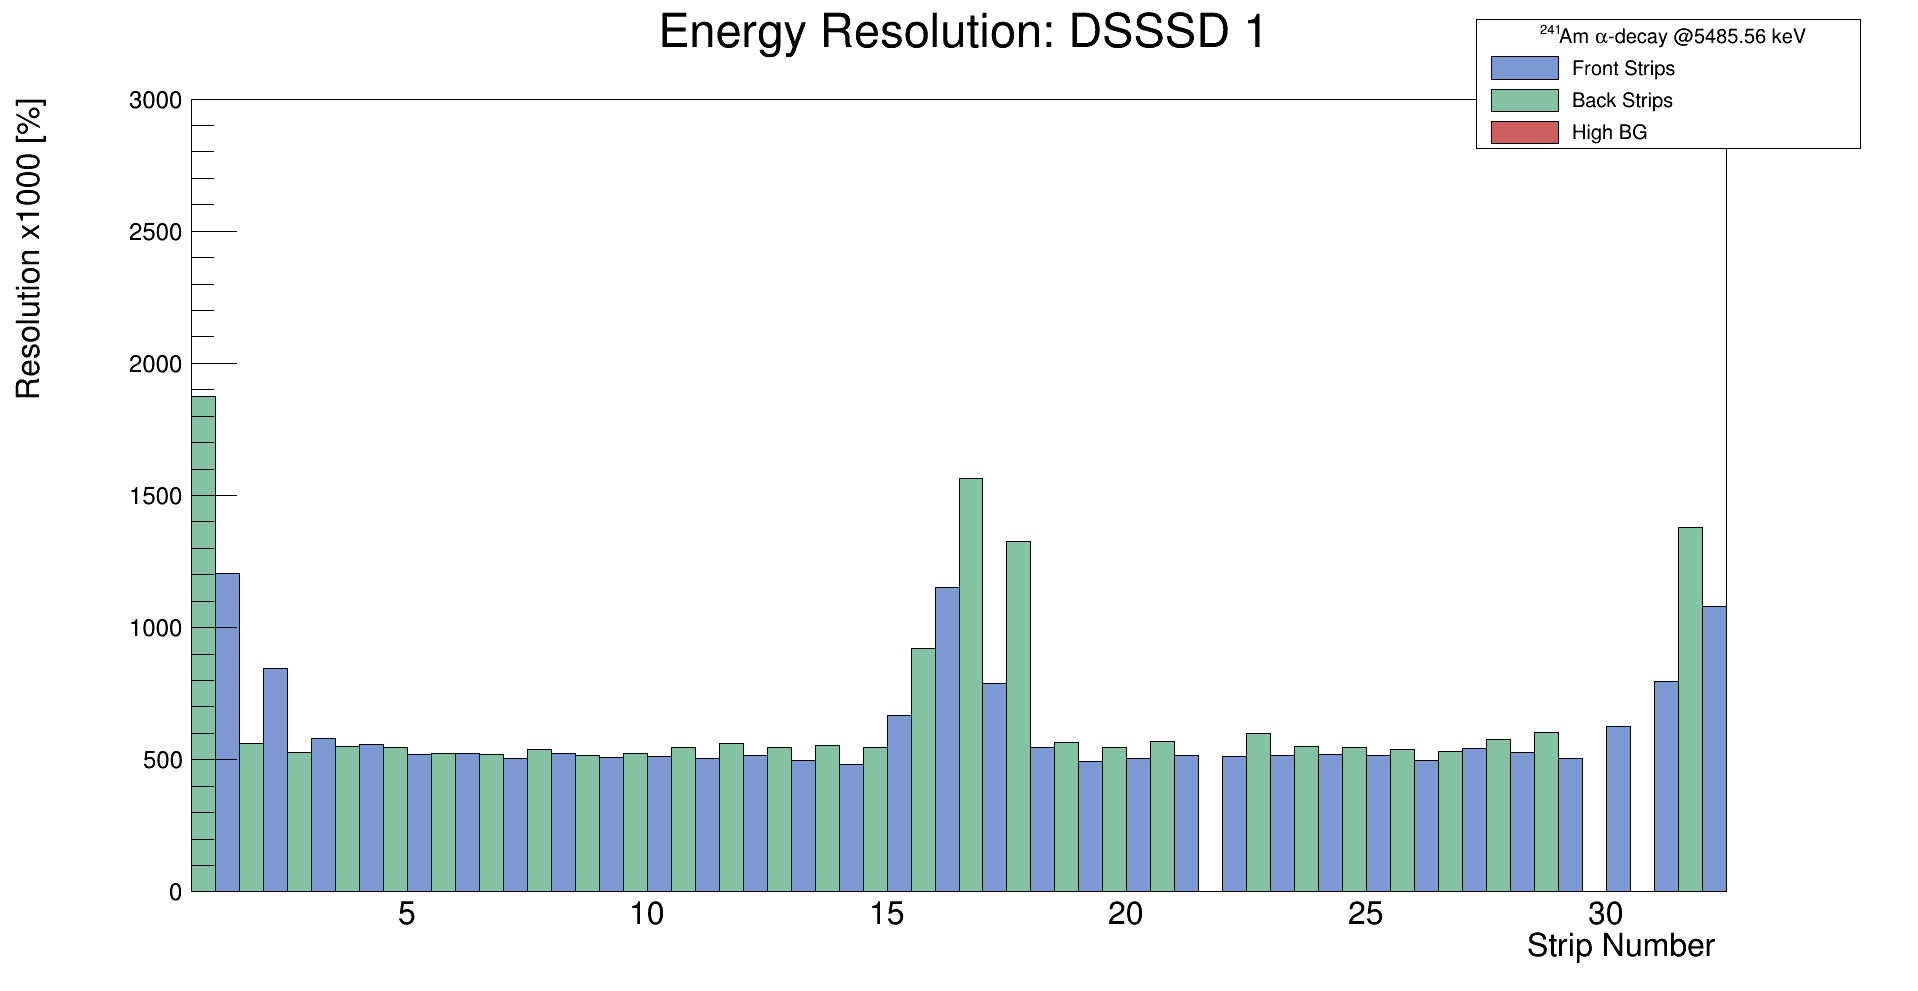 Energy Resolution: DSSSD 1
²⁴¹Am α-decay @5485.56 keV
Front Strips
Back Strips
High BG
Resolution x1000 [%]
3000
2500
2000
1500
1000
500
0
5 10 15 20 25 30
Strip Number